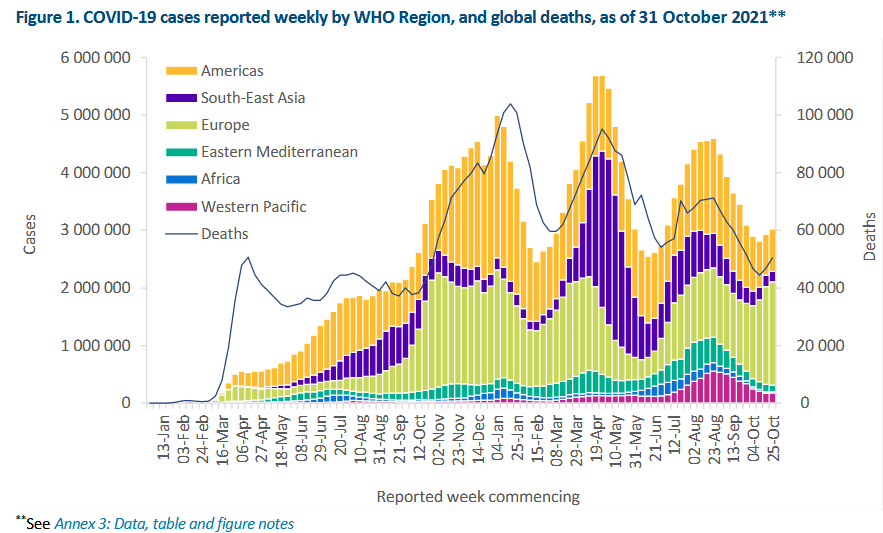 Figure 1. COVID-19 cases reported weekly by WHO Region, and global deaths, as of 31 October 2021**
6 000 000
5 000 000
4 000 000
3 000 000
2 000 000
1 000 000
0
Cases
Americas
South-East Asia
Europe
Eastern Mediterranean
Africa
Western Pacific
Deaths
120 000
100 000
80 000
60 000
40 000
20 000
0
Deaths
13-Jan
03-Feb
24-Feb
16-Mar
06-Apr
27-Apr
18-May
08-Jun
29-Jun
20-Jul
10-Aug
31-Aug
21-Sep
12-Oct
02-Nov
23-Nov
14-Dec
04-Jan
25-Jan
15-Feb
08-Mar
29-Mar
19-Apr
10-May
31-May
21-Jun
12-Jul
02-Aug
23-Aug
13-Sep
04-Oct
25-Oct
Reported week commencing
**See Annex 3: Data, table and figure notes